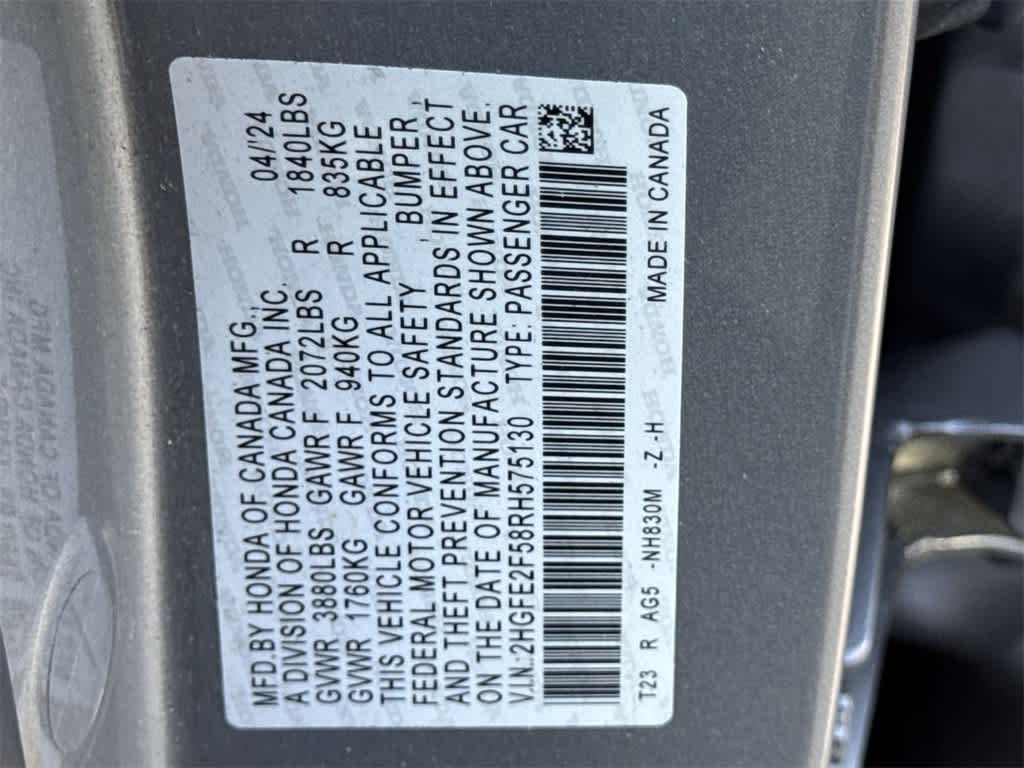 MFD.BY HONDA OF CANADA MFG., 04/'24
A DIVISION OF HONDA CANADA INC.
GVWR 3880LBS GAWR F 2072LBS R 1840LBS
GVWR 1760KG GAWR F 940KG R 835KG
THIS VEHICLE CONFORMS TO ALL APPLICABLE
FEDERAL MOTOR VEHICLE SAFETY, BUMPER,
AND THEFT PREVENTION STANDARDS IN EFFECT
ON THE DATE OF MANUFACTURE SHOWN ABOVE.
V.I.N.:2HGFE2F58RH575130 TYPE: PASSENGER CAR
T23 R AG5 -NH830M -Z -H MADE IN CANADA